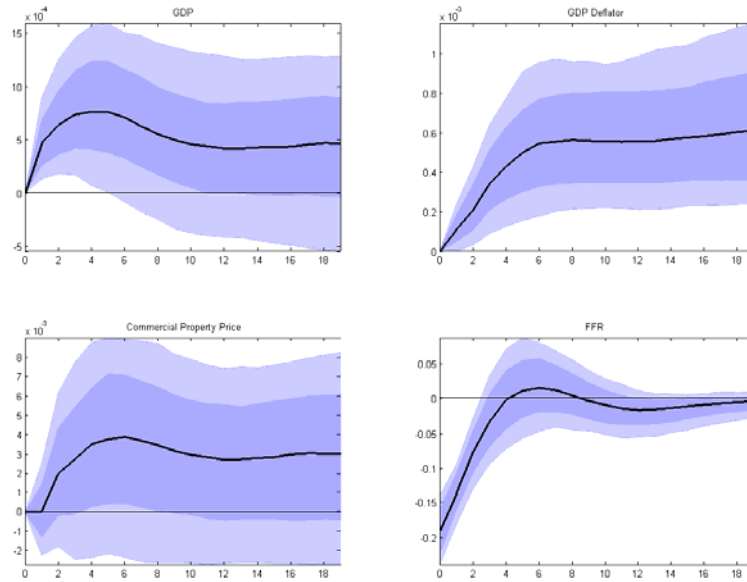 GDP
x 10⁻⁴
15
10
5
0
-5
0 2 4 6 8 10 12 14 16 18
GDP Deflator
x 10⁻³
1
0.8
0.6
0.4
0.2
0
0 2 4 6 8 10 12 14 16 18
Commercial Property Price
x 10⁻³
8
7
6
5
4
3
2
1
0
-1
-2
0 2 4 6 8 10 12 14 16 18
FFR
0.05
0
-0.05
-0.1
-0.15
-0.2
0 2 4 6 8 10 12 14 16 18